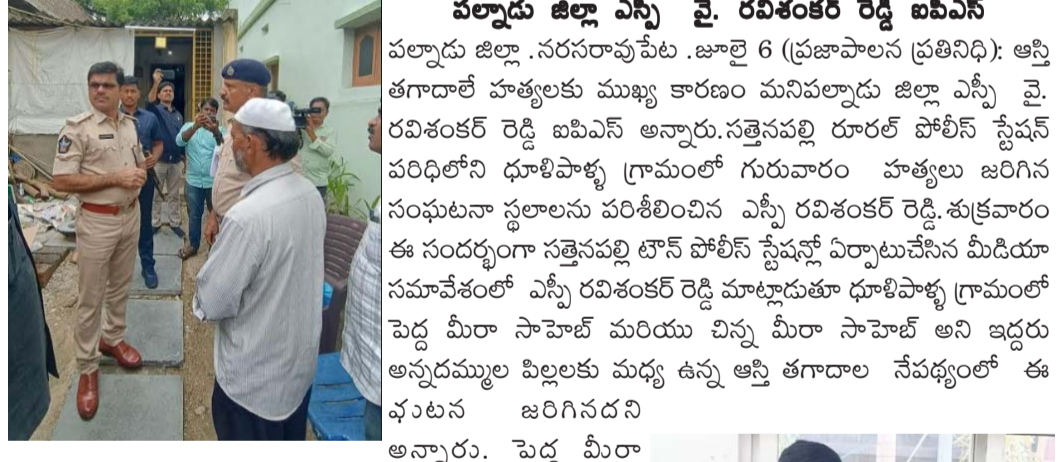 పల్నాడు జిల్లా ఎస్పీ వై. రవిశంకర్ రెడ్డి ఐపిఎస్
పల్నాడు జిల్లా .నరసరావుపేట .జూలై 6 (ప్రజాపాలన ప్రతినిధి): ఆస్తి
తగాదాలే హత్యలకు ముఖ్య కారణం మనిపల్నాడు జిల్లా ఎస్పీ వై.
రవిశంకర్ రెడ్డి ఐపిఎస్ అన్నారు.సత్తెనపల్లి రూరల్ పోలీస్ స్టేషన్
పరిధిలోని ధూళిపాళ్ళ గ్రామంలో గురువారం హత్యలు జరిగిన
సంఘటనా స్థలాలను పరిశీలించిన ఎస్పీ రవిశంకర్ రెడ్డి.శుక్రవారం
ఈ సందర్భంగా సత్తెనపల్లి టౌన్ పోలీస్ స్టేషన్లో ఏర్పాటుచేసిన మీడియా
సమావేశంలో ఎస్పీ రవిశంకర్ రెడ్డి మాట్లాడుతూ ధూళిపాళ్ళ గ్రామంలో
పెద్ద మీరా సాహెబ్ మరియు చిన్న మీరా సాహెబ్ అని ఇద్దరు
అన్నదమ్ముల పిల్లలకు మధ్య ఉన్న ఆస్తి తగాదాల నేపథ్యంలో ఈ
ఘటన జరిగినదని
అన్నారు. పెద్ద మీరా